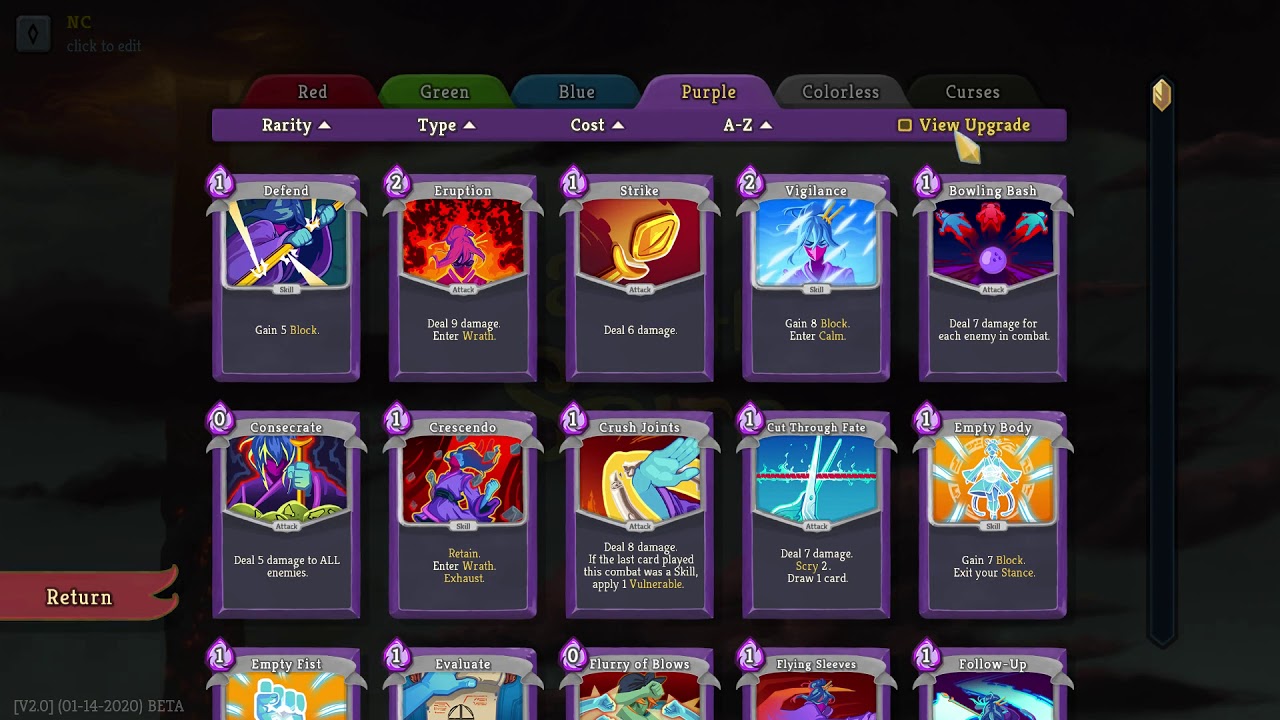 NC
click to edit
Red Green Blue Purple Colorless Curses
Rarity Type Cost A-Z View Upgrade
1 Defend
Skill
Gain 5 Block.
2 Eruption
Attack
Deal 9 damage.
Enter Wrath.
1 Strike
Attack
Deal 6 damage.
2 Vigilance
Skill
Gain 8 Block.
Enter Calm.
1 Bowling Bash
Attack
Deal 7 damage for
each enemy in combat.
0 Consecrate
Attack
Deal 5 damage to ALL
enemies.
1 Crescendo
Skill
Retain.
Enter Wrath.
Exhaust.
1 Crush Joints
Attack
Deal 8 damage.
If the last card played
this combat was a Skill,
apply 1 Vulnerable.
1 Cut Through Fate
Attack
Deal 7 damage.
Scry 2.
Draw 1 card.
1 Empty Body
Skill
Gain 7 Block.
Exit your Stance.
Return
1 Empty Fist
1 Evaluate
0 Flurry of Blows
1 Flying Sleeves
1 Follow-Up
[V2.0] (01-14-2020) BETA